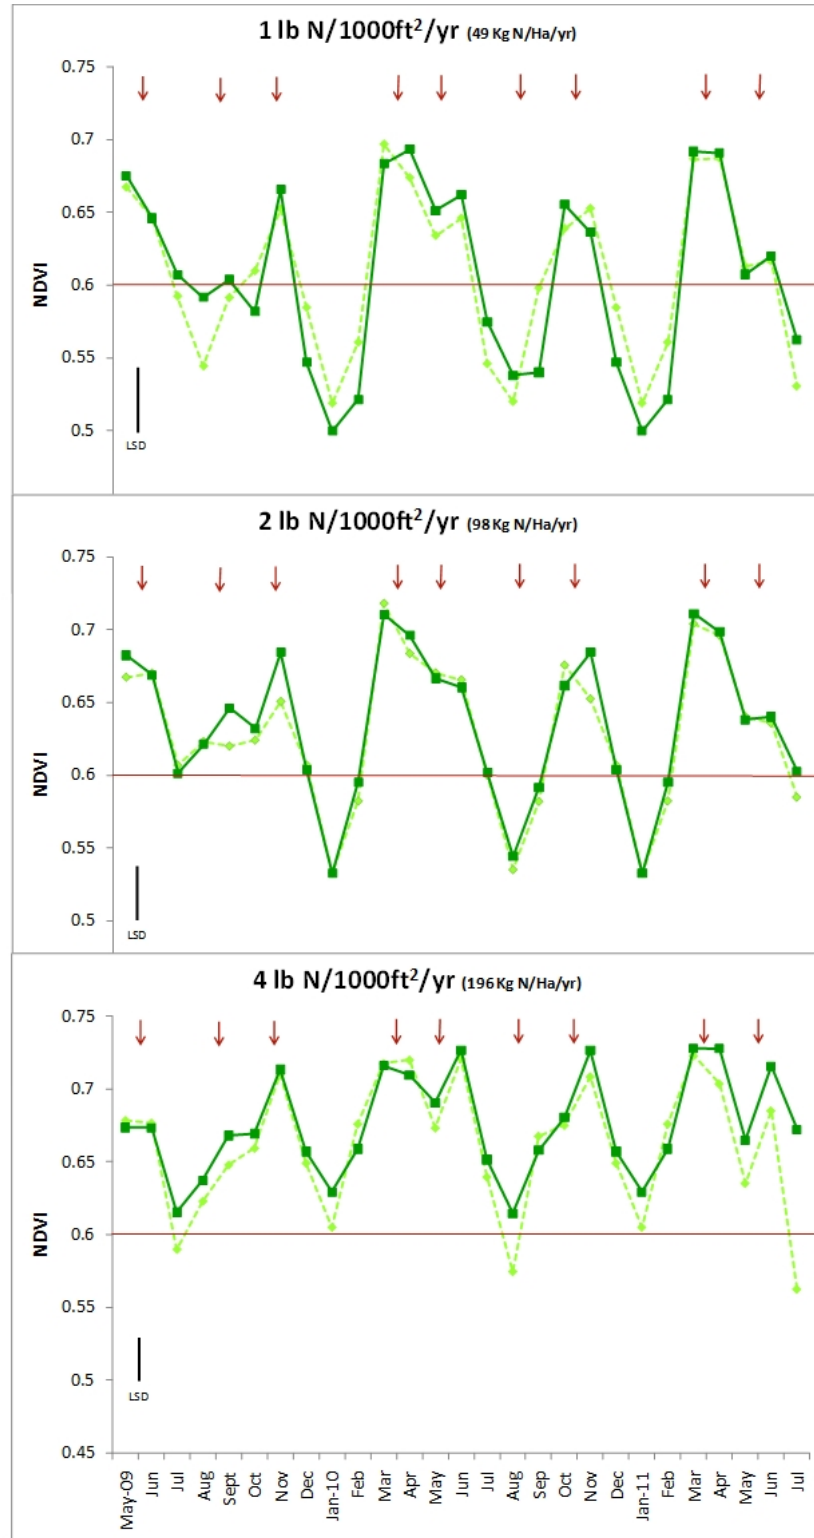 1 lb N/1000ft²/yr (49 Kg N/Ha/yr)
0.75
0.7
0.65
0.6
0.55
0.5
NDVI
LSD
2 lb N/1000ft²/yr (98 Kg N/Ha/yr)
0.75
0.7
0.65
0.6
0.55
0.5
NDVI
LSD
4 lb N/1000ft²/yr (196 Kg N/Ha/yr)
0.75
0.7
0.65
0.6
0.55
0.5
0.45
NDVI
LSD
May-09
Jun
Jul
Aug
Sept
Oct
Nov
Dec
Jan-10
Feb
Mar
Apr
May
Jun
Jul
Aug
Sep
Oct
Nov
Dec
Jan-11
Feb
Mar
Apr
May
Jun
Jul